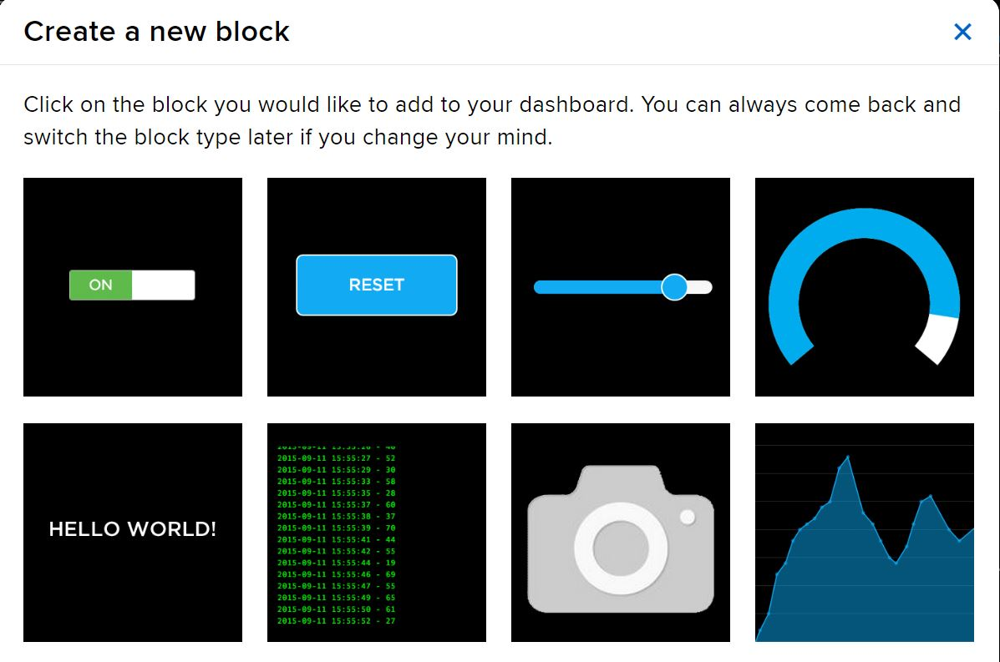 Create a new block
Click on the block you would like to add to your dashboard. You can always come back and
switch the block type later if you change your mind.
ON
RESET
HELLO WORLD!
2015-09-11 15:55:27 - 52
2015-09-11 15:55:29 - 30
2015-09-11 15:55:33 - 58
2015-09-11 15:55:35 - 28
2015-09-11 15:55:37 - 60
2015-09-11 15:55:38 - 37
2015-09-11 15:55:39 - 70
2015-09-11 15:55:41 - 44
2015-09-11 15:55:42 - 55
2015-09-11 15:55:44 - 19
2015-09-11 15:55:46 - 69
2015-09-11 15:55:47 - 55
2015-09-11 15:55:49 - 65
2015-09-11 15:55:50 - 61
2015-09-11 15:55:52 - 27